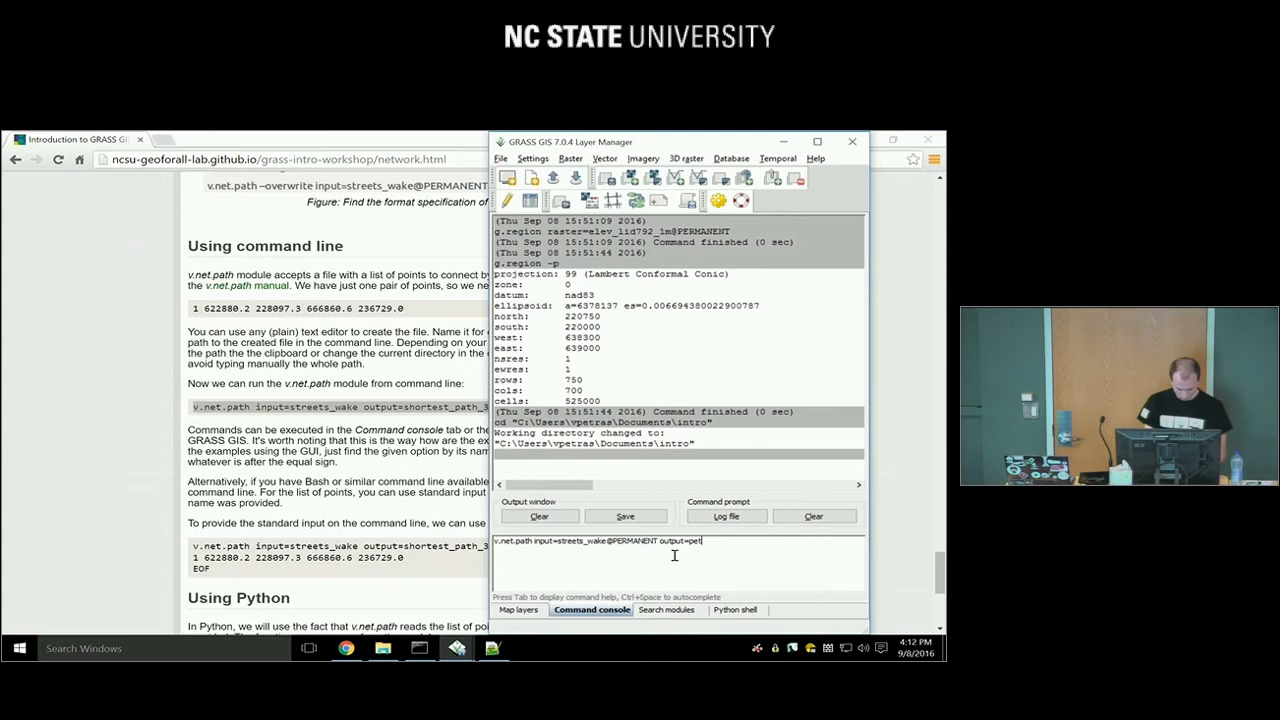 NC STATE UNIVERSITY
Introduction to GRASS GI
ncsu-geoforall-lab.github.io/grass-intro-workshop/network.html
v.net.path –overwrite input=streets_wake@PERMANENT
Figure: Find the format specification of
Using command line
v.net.path module accepts a file with a list of points to connect by
the v.net.path manual. We have just one pair of points, so we ne
1 622880.2 228097.3 666860.6 236729.0
You can use any (plain) text editor to create the file. Name it for e
path to the created file in the command line. Depending on your
the path the the clipboard or change the current directory in the c
avoid typing manually the whole path.
Now we can run the v.net.path module from command line:
v.net.path input=streets_wake output=shortest_path_3
Commands can be executed in the Command console tab or the
GRASS GIS. It's worth noting that this is the way how are the ex
the examples using the GUI, just find the given option by its nam
whatever is after the equal sign.
Alternatively, if you have Bash or similar command line available
command line. For the list of points, you can use standard input
name was provided.
To provide the standard input on the command line, we can use
v.net.path input=streets_wake output=shortest_path_3
1 622880.2 228097.3 666860.6 236729.0
EOF
Using Python
In Python, we will use the fact that v.net.path reads the list of poi
GRASS GIS 7.0.4 Layer Manager
File Settings Raster Vector Imagery 3D raster Database Temporal Help
(Thu Sep 08 15:51:09 2016)
g.region raster=elev_lid792_1m@PERMANENT
(Thu Sep 08 15:51:09 2016) Command finished (0 sec)
(Thu Sep 08 15:51:44 2016)
g.region -p
projection: 99 (Lambert Conformal Conic)
zone: 0
datum: nad83
ellipsoid: a=6378137 es=0.006694380022900787
north: 220750
south: 220000
west: 638300
east: 639000
nsres: 1
ewres: 1
rows: 750
cols: 700
cells: 525000
(Thu Sep 08 15:51:44 2016) Command finished (0 sec)
cd "C:\Users\vpetras\Documents\intro"
Working directory changed to:
"C:\Users\vpetras\Documents\intro"
Output window Command prompt
Clear Save Log file Clear
v.net.path input=streets_wake@PERMANENT output=pet
Press Tab to display command help, Ctrl+Space to autocomplete
Map layers Command console Search modules Python shell
Search Windows
4:12 PM
9/8/2016